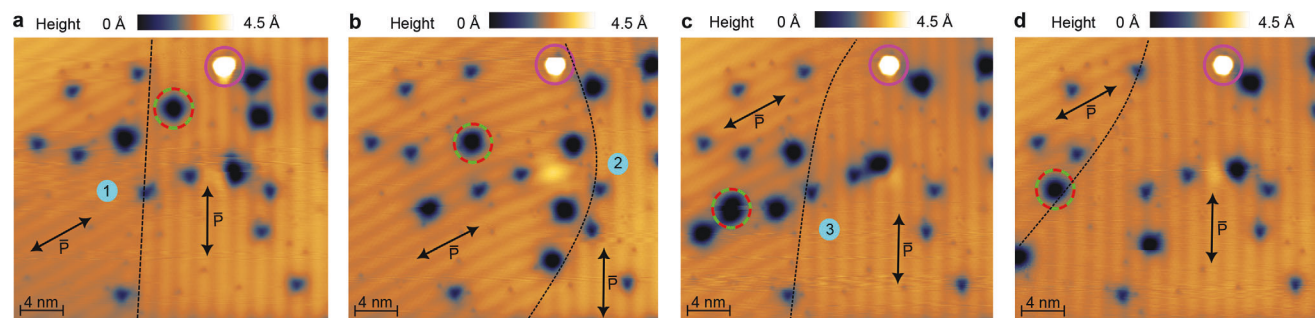 a Height 0 Å 4.5 Å
1
P̅
P̅
4 nm
b Height 0 Å 4.5 Å
2
P̅
P̅
4 nm
c Height 0 Å 4.5 Å
P̅
3
P̅
4 nm
d Height 0 Å 4.5 Å
P̅
P̅
4 nm